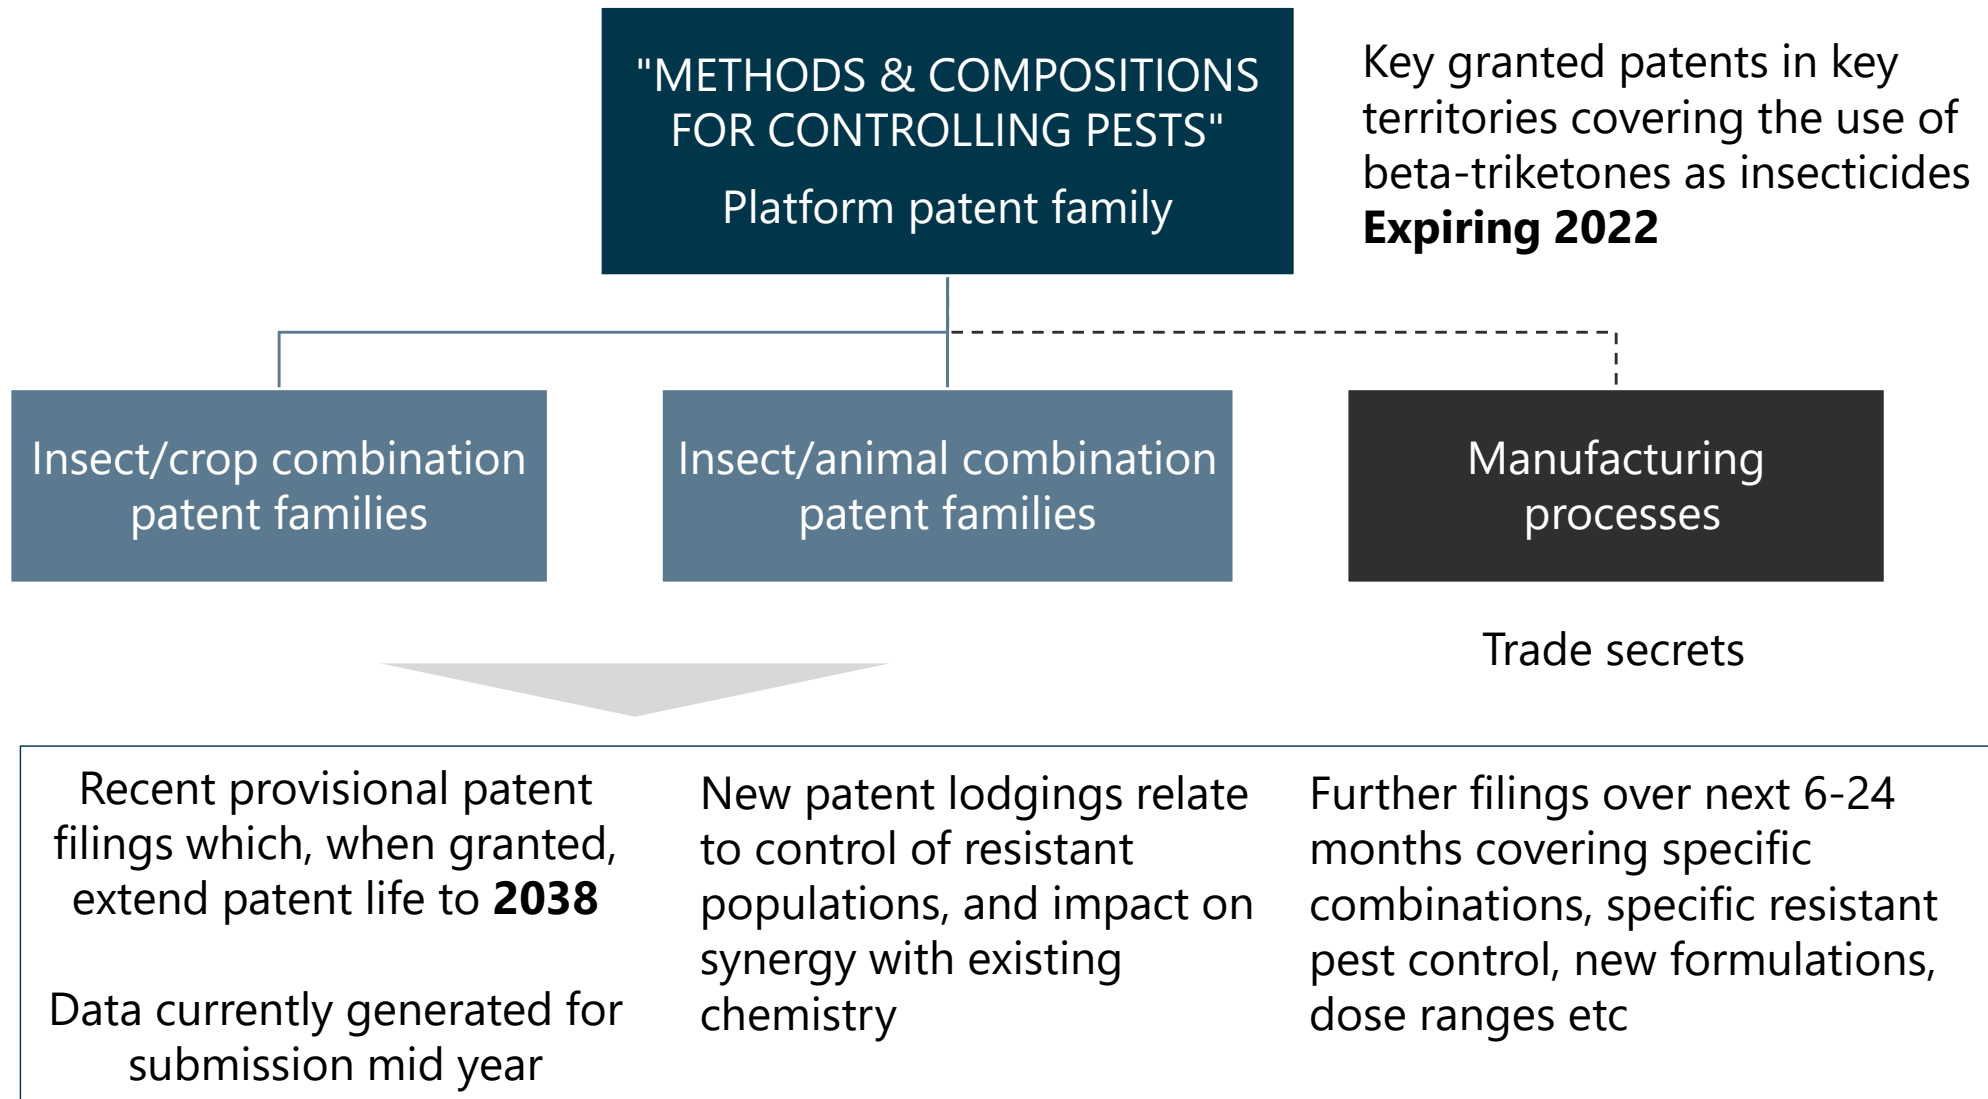 "METHODS & COMPOSITIONS
FOR CONTROLLING PESTS"
Platform patent family
Key granted patents in key
territories covering the use of
beta-triketones as insecticides
Expiring 2022
Insect/crop combination
patent families
Insect/animal combination
patent families
Manufacturing
processes
Trade secrets
Recent provisional patent
filings which, when granted,
extend patent life to 2038
Data currently generated for
submission mid year
New patent lodgings relate
to control of resistant
populations, and impact on
synergy with existing
chemistry
Further filings over next 6-24
months covering specific
combinations, specific resistant
pest control, new formulations,
dose ranges etc